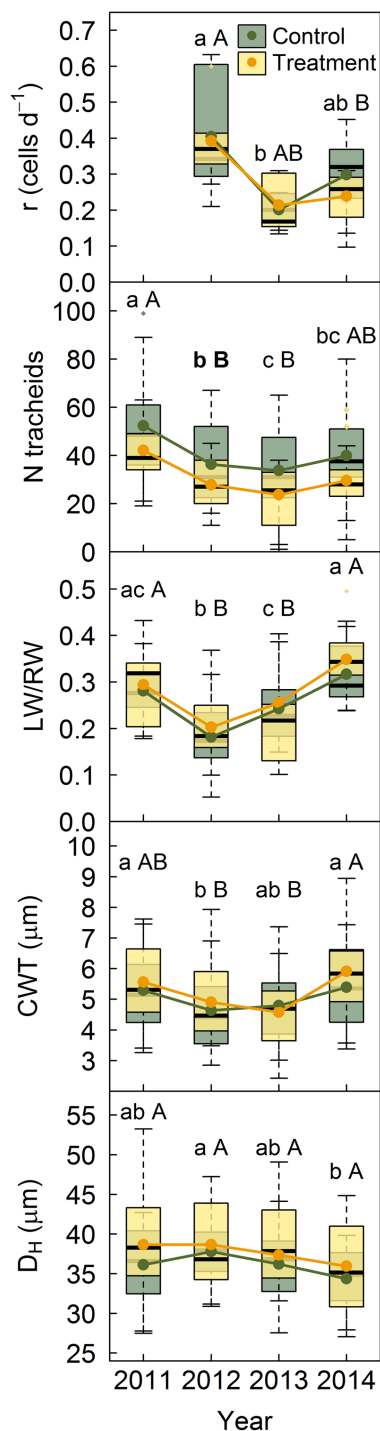 a A
Control
Treatment
0.7
0.6
0.5
0.4
0.3
0.2
0.1
0.0
r (cells d⁻¹)
b AB
ab B
a A
100
80
60
40
20
0
N tracheids
b B
c B
bc AB
ac A
0.5
0.4
0.3
0.2
0.1
0.0
LW/RW
b B
c B
a A
a AB
10
9
8
7
6
5
4
3
CWT (μm)
b B
ab B
a A
ab A
55
50
45
40
35
30
25
D_H (μm)
a A
ab A
b A
2011 2012 2013 2014
Year